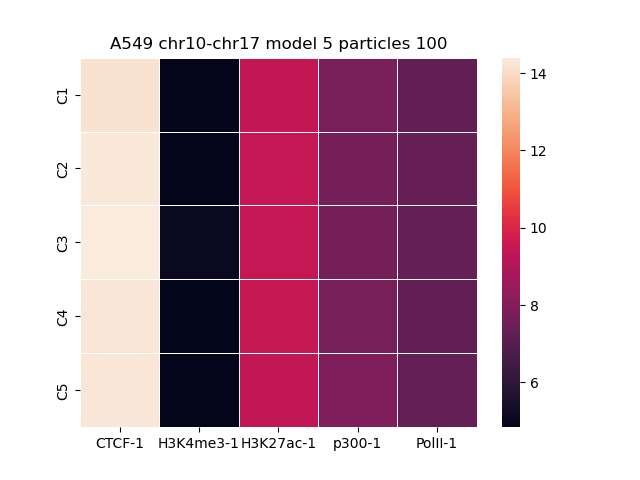 A549 chr10-chr17 model 5 particles 100
C1
C2
C3
C4
C5
CTCF-1 H3K4me3-1 H3K27ac-1 p300-1 PolII-1
14
12
10
8
6